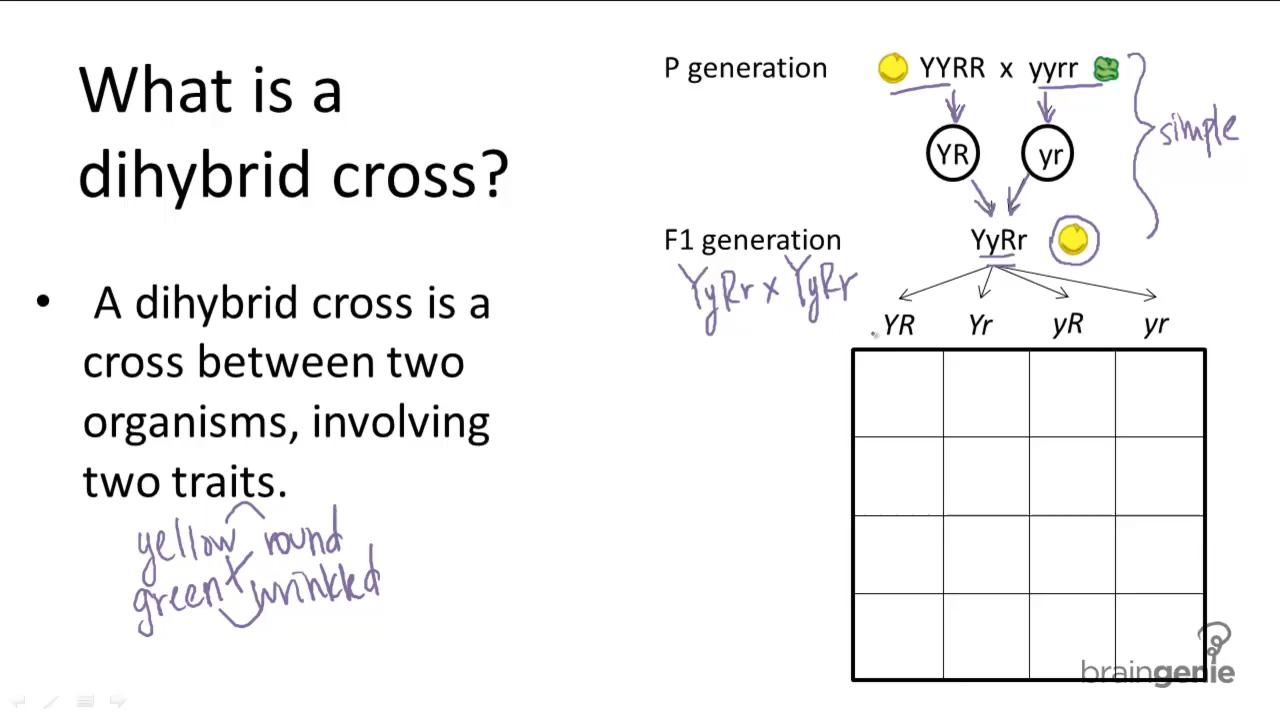 What is a
dihybrid cross?
• A dihybrid cross is a
cross between two
organisms, involving
two traits.
yellow round
green wrinkled
P generation YYRR x yyrr
simple
YR yr
F1 generation YyRr
YyRr x YyRr
YR Yr yR yr
braingenie